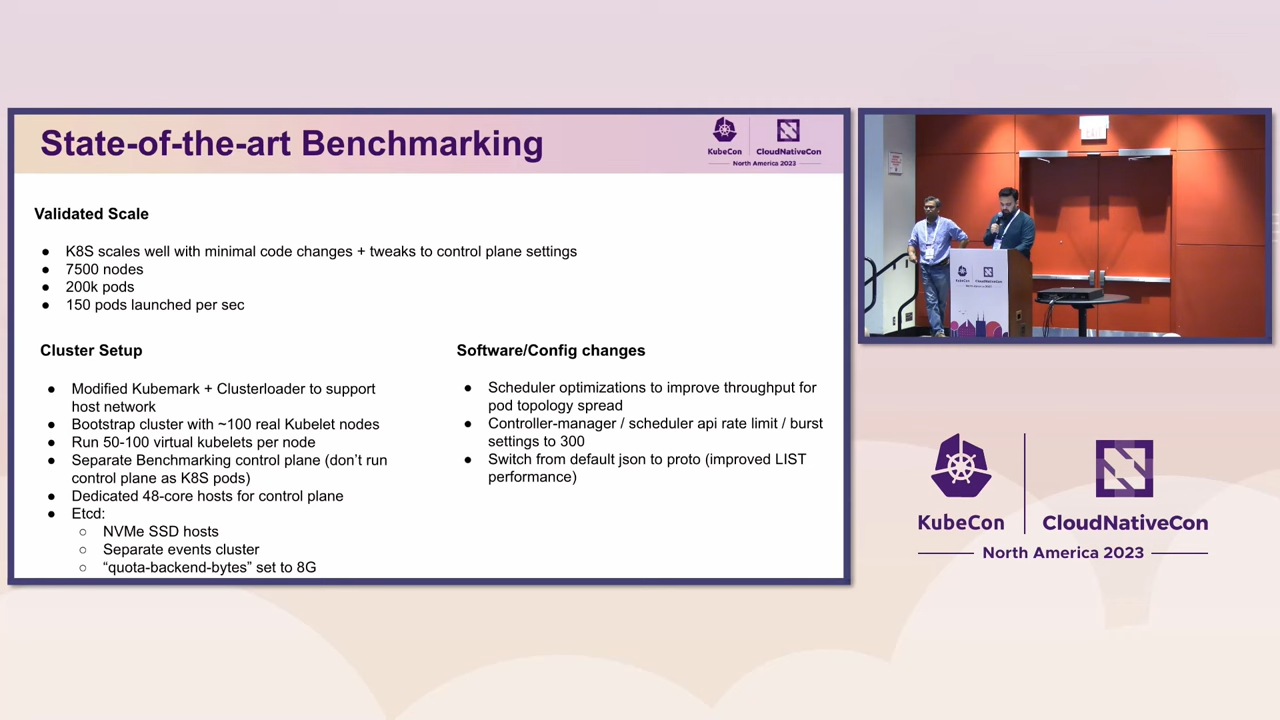 State-of-the-art Benchmarking
KubeCon
CloudNativeCon
North America 2023
Validated Scale
● K8S scales well with minimal code changes + tweaks to control plane settings
● 7500 nodes
● 200k pods
● 150 pods launched per sec
Cluster Setup
● Modified Kubemark + Clusterloader to support
host network
● Bootstrap cluster with ~100 real Kubelet nodes
● Run 50-100 virtual kubelets per node
● Separate Benchmarking control plane (don’t run
control plane as K8S pods)
● Dedicated 48-core hosts for control plane
● Etcd:
○ NVMe SSD hosts
○ Separate events cluster
○ “quota-backend-bytes” set to 8G
Software/Config changes
● Scheduler optimizations to improve throughput for
pod topology spread
● Controller-manager / scheduler api rate limit / burst
settings to 300
● Switch from default json to proto (improved LIST
performance)
EXIT
KubeCon
CloudNativeCon
KubeCon
CloudNativeCon
North America 2023